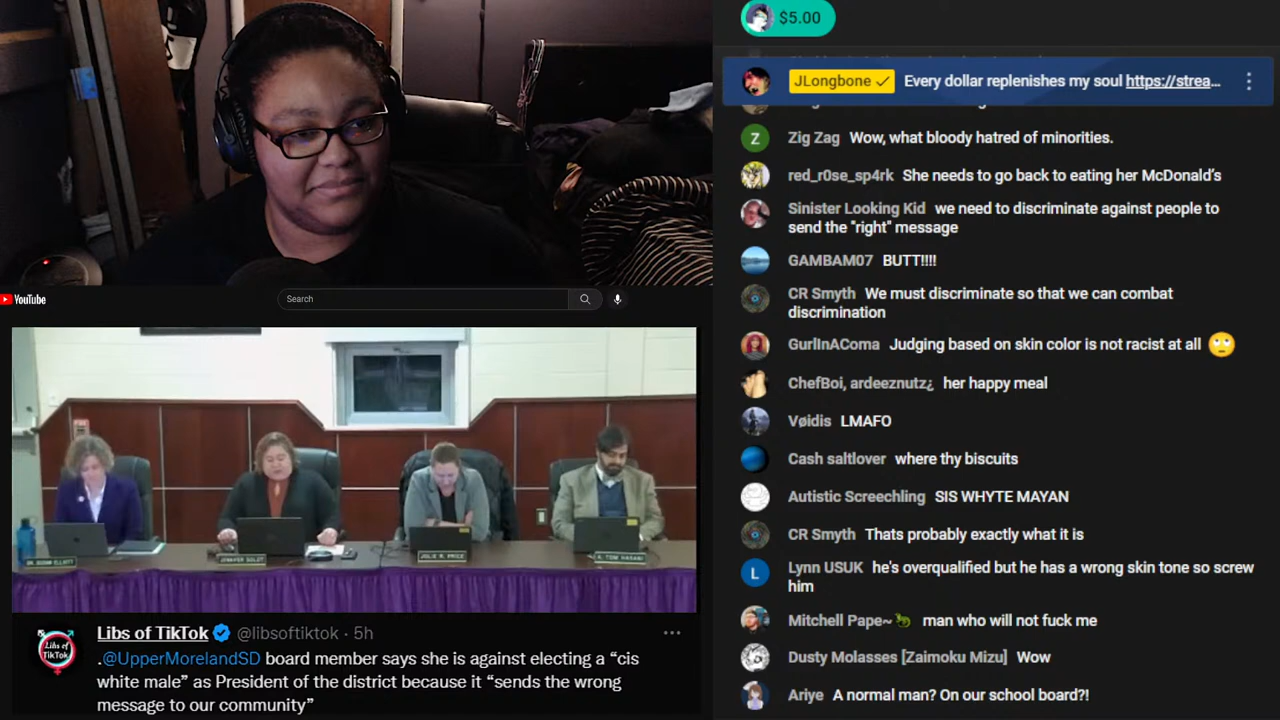 $5.00
JLongbone Every dollar replenishes my soul https://strea...
Zig Zag Wow, what bloody hatred of minorities.
red_r0se_sp4rk She needs to go back to eating her McDonald's
Sinister Looking Kid we need to discriminate against people to
send the "right" message
GAMBAM07 BUTT!!!!
CR Smyth We must discriminate so that we can combat
discrimination
GurlInAComa Judging based on skin color is not racist at all 🙄
ChefBoi, ardeeznutz¿ her happy meal
Vøidis LMAFO
Cash saltlover where thy biscuits
Autistic Screechling SIS WHYTE MAYAN
CR Smyth Thats probably exactly what it is
Lynn USUK he's overqualified but he has a wrong skin tone so screw
him
Mitchell Pape~🦎 man who will not fuck me
Dusty Molasses [Zaimoku Mizu] Wow
Ariye A normal man? On our school board?!
YouTube
Search
JENNIFER SOLOT
JULIE R. PRICE
Libs of TikTok
Libs of TikTok @libsoftiktok · 5h
.@UpperMorelandSD board member says she is against electing a “cis
white male” as President of the district because it “sends the wrong
message to our community”